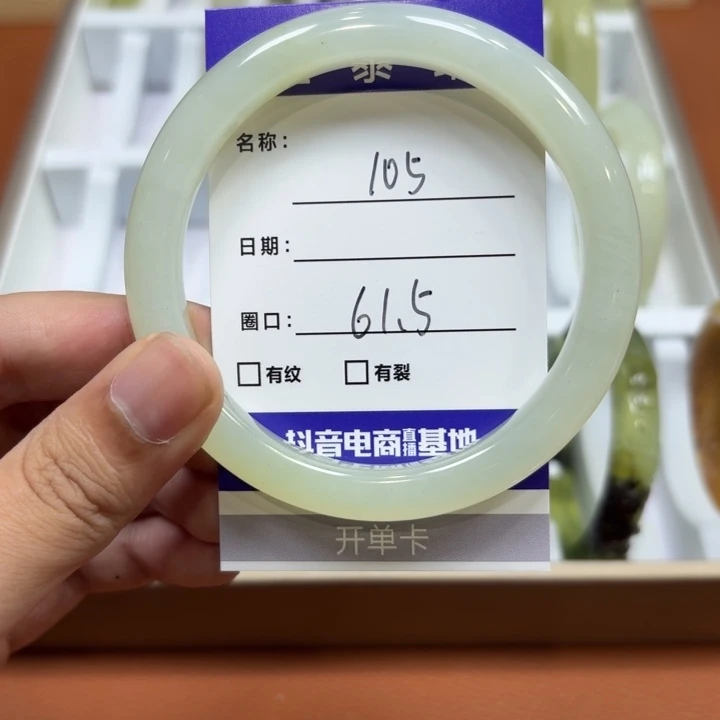 泰
名称：
105
日期：
圈口：61.5
□有纹 □有裂
抖音电商直播基地
开单卡